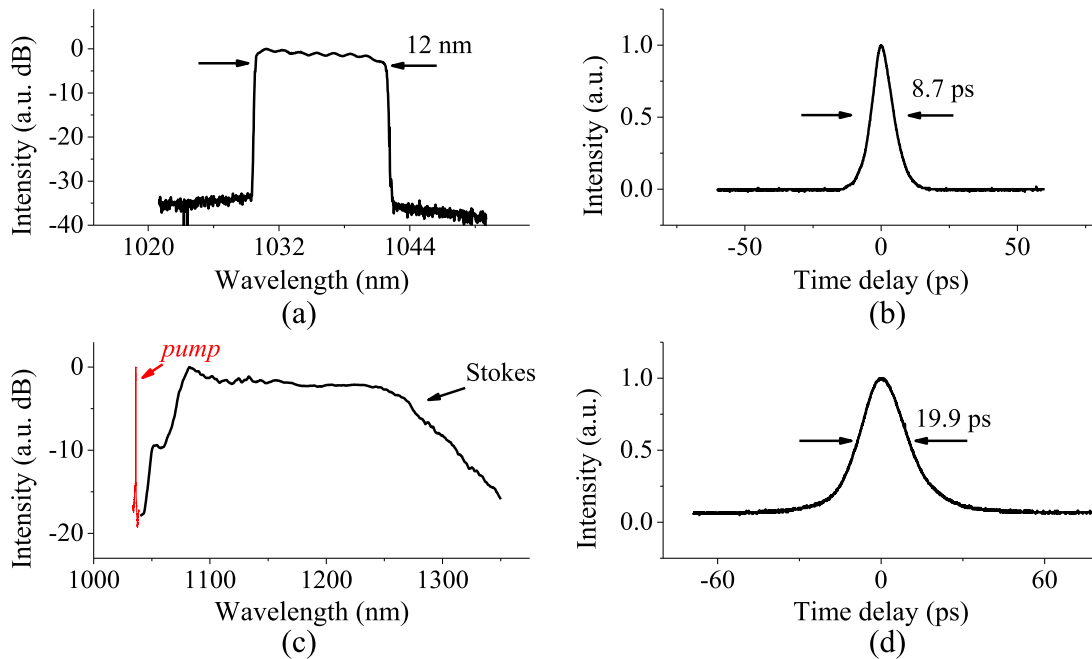 0
-10
-20
-30
-40
Intensity (a.u. dB)
12 nm
1020
1032
1044
Wavelength (nm)
(a)
1.0
0.5
0.0
Intensity (a.u.)
8.7 ps
-50
0
50
Time delay (ps)
(b)
0
-10
-20
Intensity (a.u. dB)
pump
Stokes
1000
1100
1200
1300
Wavelength (nm)
(c)
1.0
0.5
0.0
Intensity (a.u.)
19.9 ps
-60
0
60
Time delay (ps)
(d)